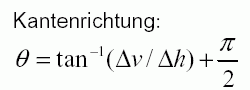 Kantenrichtung:
θ = tan⁻¹(Δv / Δh) + π/2